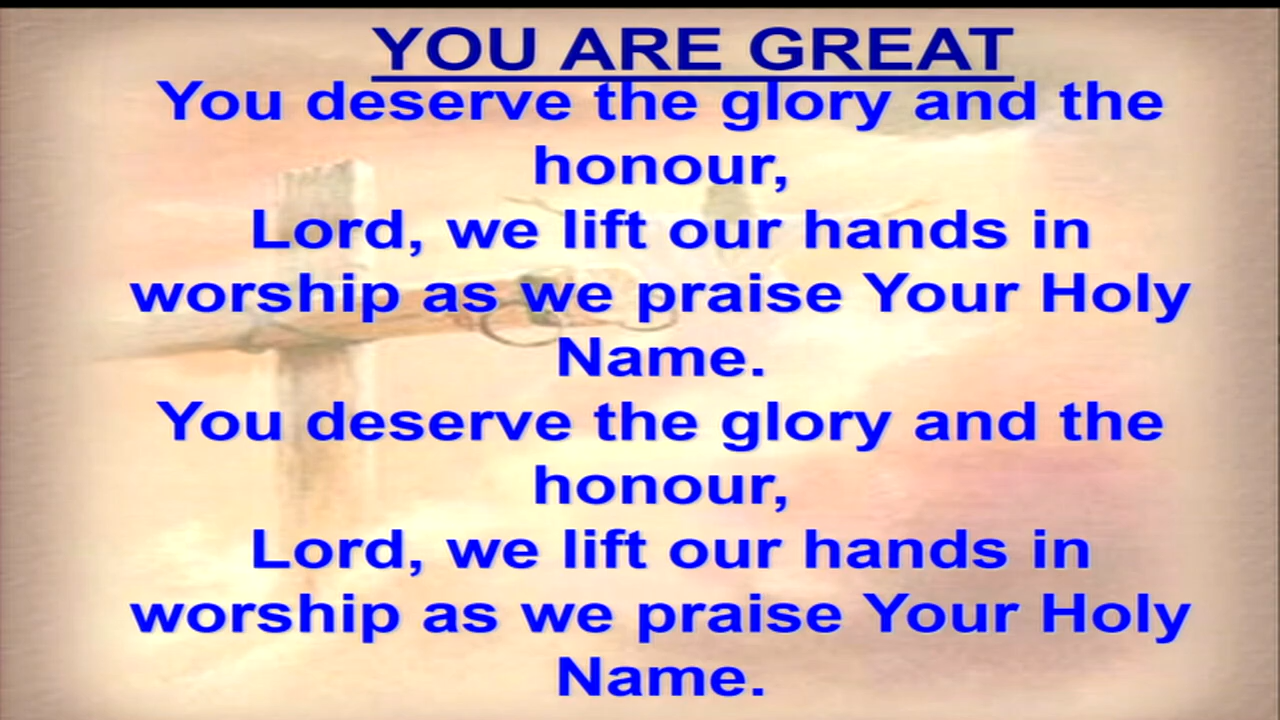 YOU ARE GREAT
You deserve the glory and the
honour,
Lord, we lift our hands in
worship as we praise Your Holy
Name.
You deserve the glory and the
honour,
Lord, we lift our hands in
worship as we praise Your Holy
Name.